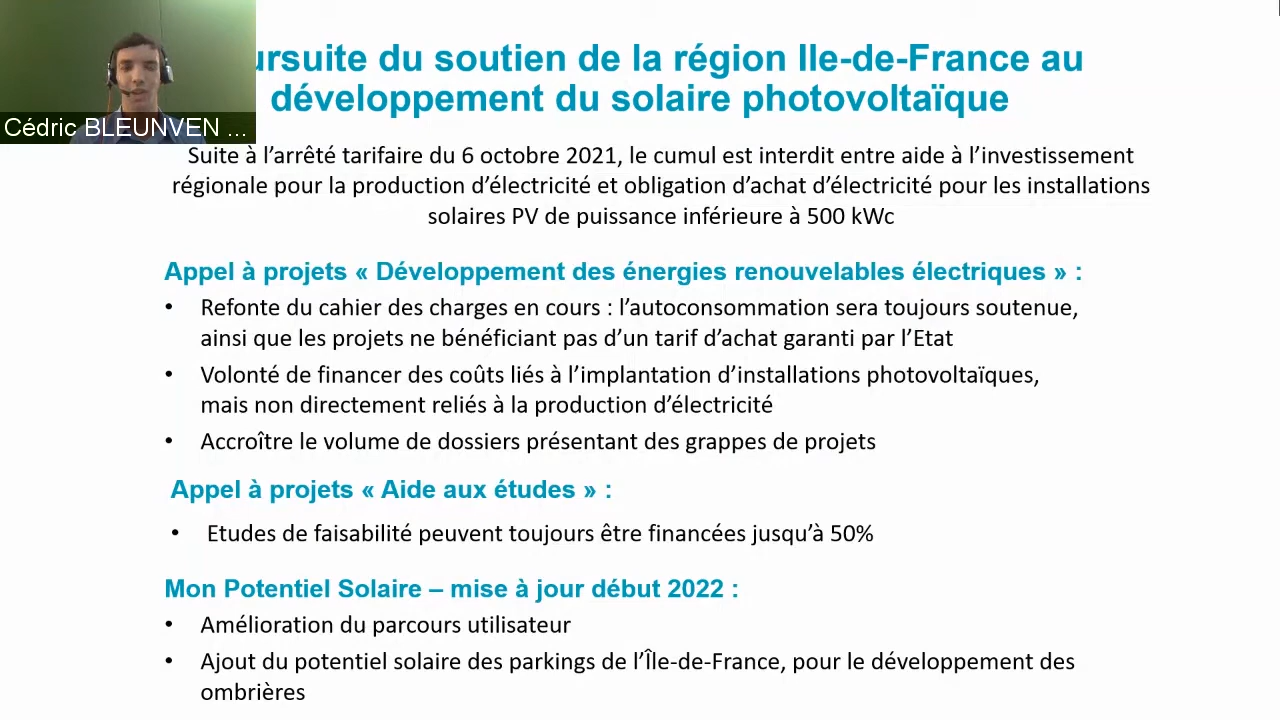 ursuite du soutien de la région Ile-de-France au
développement du solaire photovoltaïque
Cédric BLEUNVEN ...
Suite à l’arrêté tarifaire du 6 octobre 2021, le cumul est interdit entre aide à l’investissement
régionale pour la production d’électricité et obligation d’achat d’électricité pour les installations
solaires PV de puissance inférieure à 500 kWc
Appel à projets « Développement des énergies renouvelables électriques » :
• Refonte du cahier des charges en cours : l’autoconsommation sera toujours soutenue,
ainsi que les projets ne bénéficiant pas d’un tarif d’achat garanti par l’Etat
• Volonté de financer des coûts liés à l’implantation d’installations photovoltaïques,
mais non directement reliés à la production d’électricité
• Accroître le volume de dossiers présentant des grappes de projets
Appel à projets « Aide aux études » :
• Etudes de faisabilité peuvent toujours être financées jusqu’à 50%
Mon Potentiel Solaire – mise à jour début 2022 :
• Amélioration du parcours utilisateur
• Ajout du potentiel solaire des parkings de l’Île-de-France, pour le développement des
ombrières